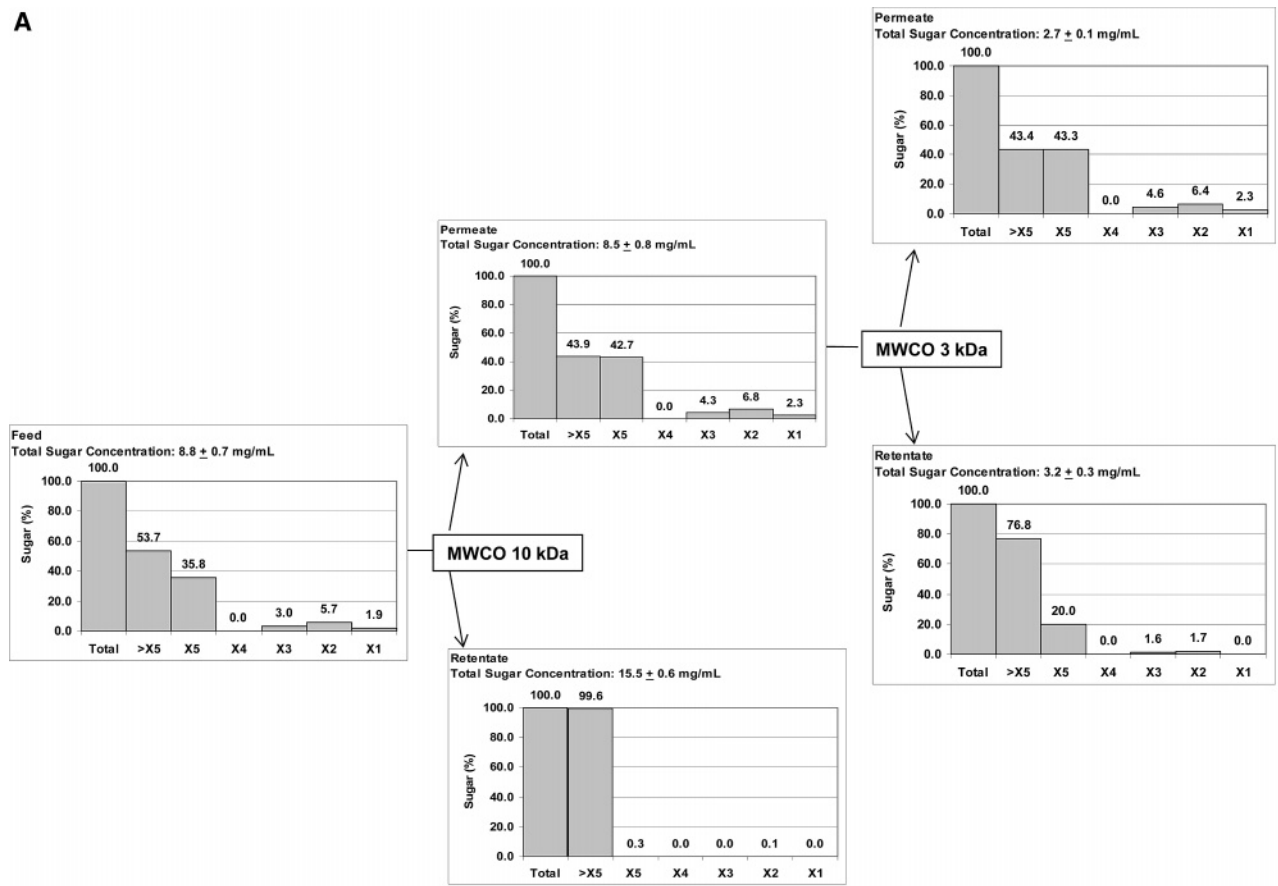 A
Permeate
Total Sugar Concentration: 2.7 ± 0.1 mg/mL
100.0
100.0
80.0
60.0
40.0
20.0
0.0
Sugar (%)
43.4
43.3
0.0
4.6
6.4
2.3
Total >X5 X5 X4 X3 X2 X1
Permeate
Total Sugar Concentration: 8.5 ± 0.8 mg/mL
100.0
100.0
80.0
60.0
40.0
20.0
0.0
Sugar (%)
43.9
42.7
0.0
4.3
6.8
2.3
Total >X5 X5 X4 X3 X2 X1
MWCO 3 kDa
Feed
Total Sugar Concentration: 8.8 ± 0.7 mg/mL
100.0
100.0
80.0
60.0
40.0
20.0
0.0
Sugar (%)
53.7
35.8
0.0
3.0
5.7
1.9
Total >X5 X5 X4 X3 X2 X1
MWCO 10 kDa
Retentate
Total Sugar Concentration: 3.2 ± 0.3 mg/mL
100.0
100.0
80.0
60.0
40.0
20.0
0.0
Sugar (%)
76.8
20.0
0.0
1.6
1.7
0.0
Total >X5 X5 X4 X3 X2 X1
Retentate
Total Sugar Concentration: 15.5 ± 0.6 mg/mL
100.0
99.6
100.0
80.0
60.0
40.0
20.0
0.0
Sugar (%)
0.3
0.0
0.0
0.1
0.0
Total >X5 X5 X4 X3 X2 X1